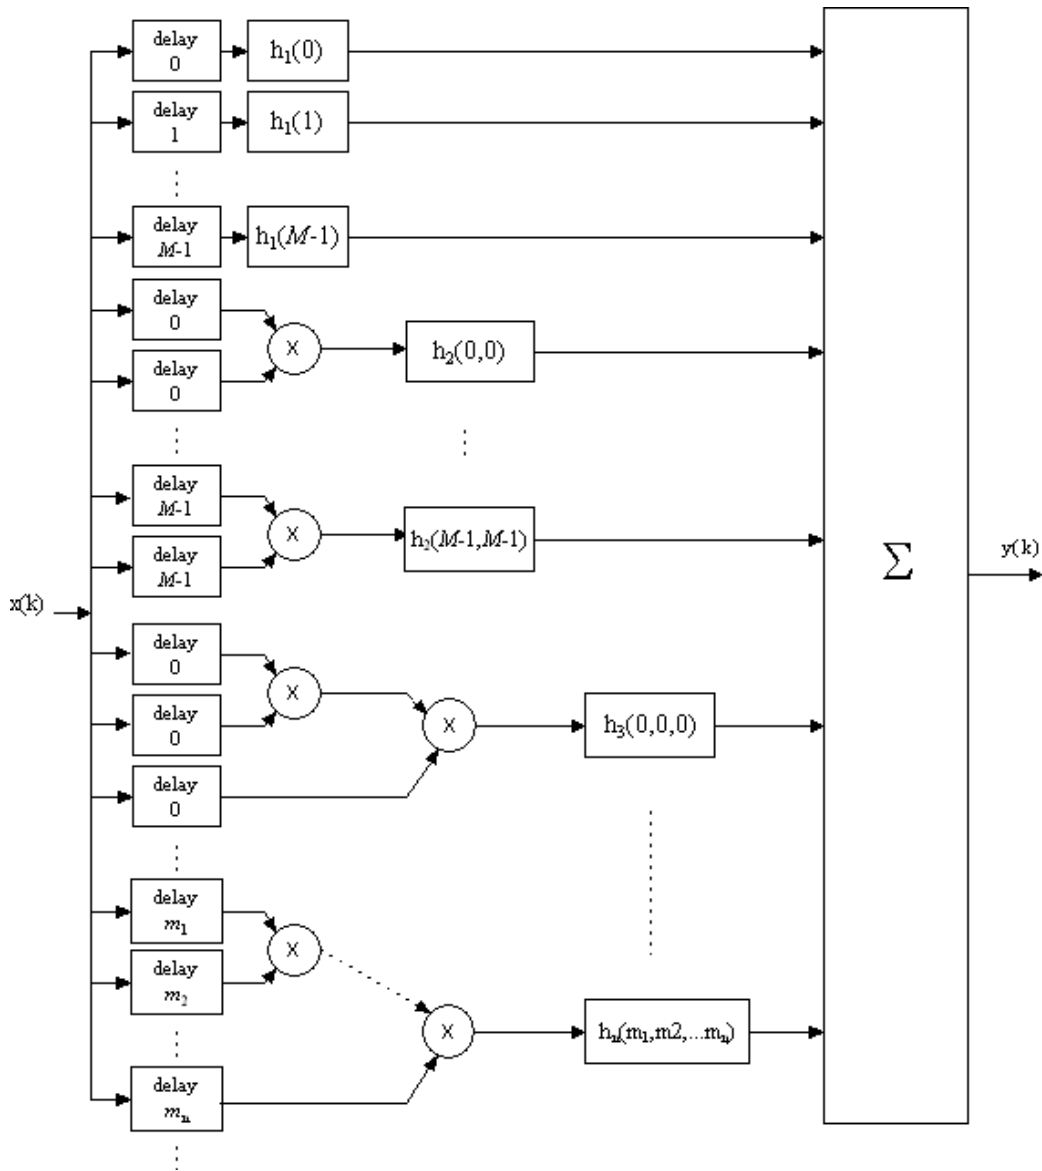 delay
0
h₁(0)
delay
1
h₁(1)
delay
M-1
h₁(M-1)
delay
0
X
h₂(0,0)
delay
0
delay
M-1
X
h₂(M-1,M-1)
delay
M-1
Σ
y(k)
x(k)
delay
0
X
delay
0
X
h₃(0,0,0)
delay
0
delay
m₁
X
delay
m₂
X
hₙ(m₁,m2,...mₙ)
delay
mₙ